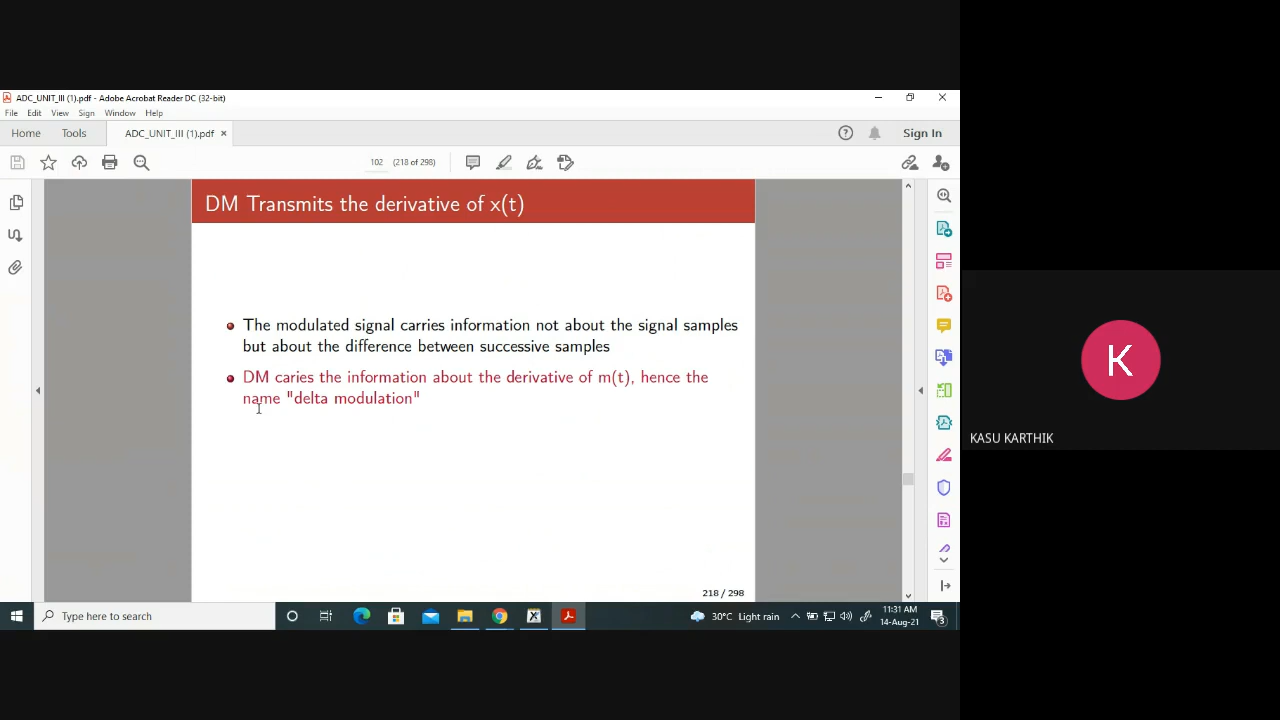 ADC_UNIT_III (1).pdf - Adobe Acrobat Reader DC (32-bit)
File Edit View Sign Window Help
Home Tools ADC_UNIT_III (1).pdf × Sign In
102 (218 of 298)
DM Transmits the derivative of x(t)
The modulated signal carries information not about the signal samples
but about the difference between successive samples
DM caries the information about the derivative of m(t), hence the
name "delta modulation"
218 / 298
K
KASU KARTHIK
Type here to search
30°C Light rain
11:31 AM
14-Aug-21
3